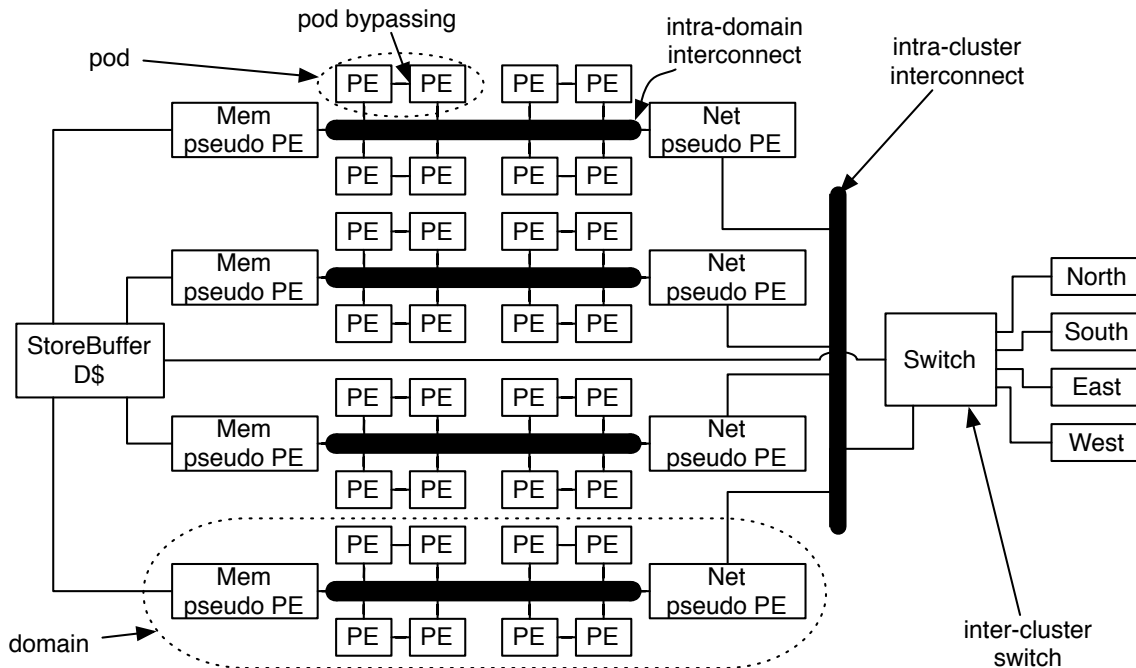 pod bypassing
intra-domain
interconnect
intra-cluster
interconnect
pod
PE PE PE PE
Mem
pseudo PE
Net
pseudo PE
PE PE PE PE
PE PE PE PE
Mem
pseudo PE
Net
pseudo PE
North
PE PE PE PE
StoreBuffer
D$
Switch
South
PE PE PE PE
East
Mem
pseudo PE
Net
pseudo PE
West
PE PE PE PE
PE PE PE PE
Mem
pseudo PE
Net
pseudo PE
PE PE PE PE
domain
inter-cluster
switch